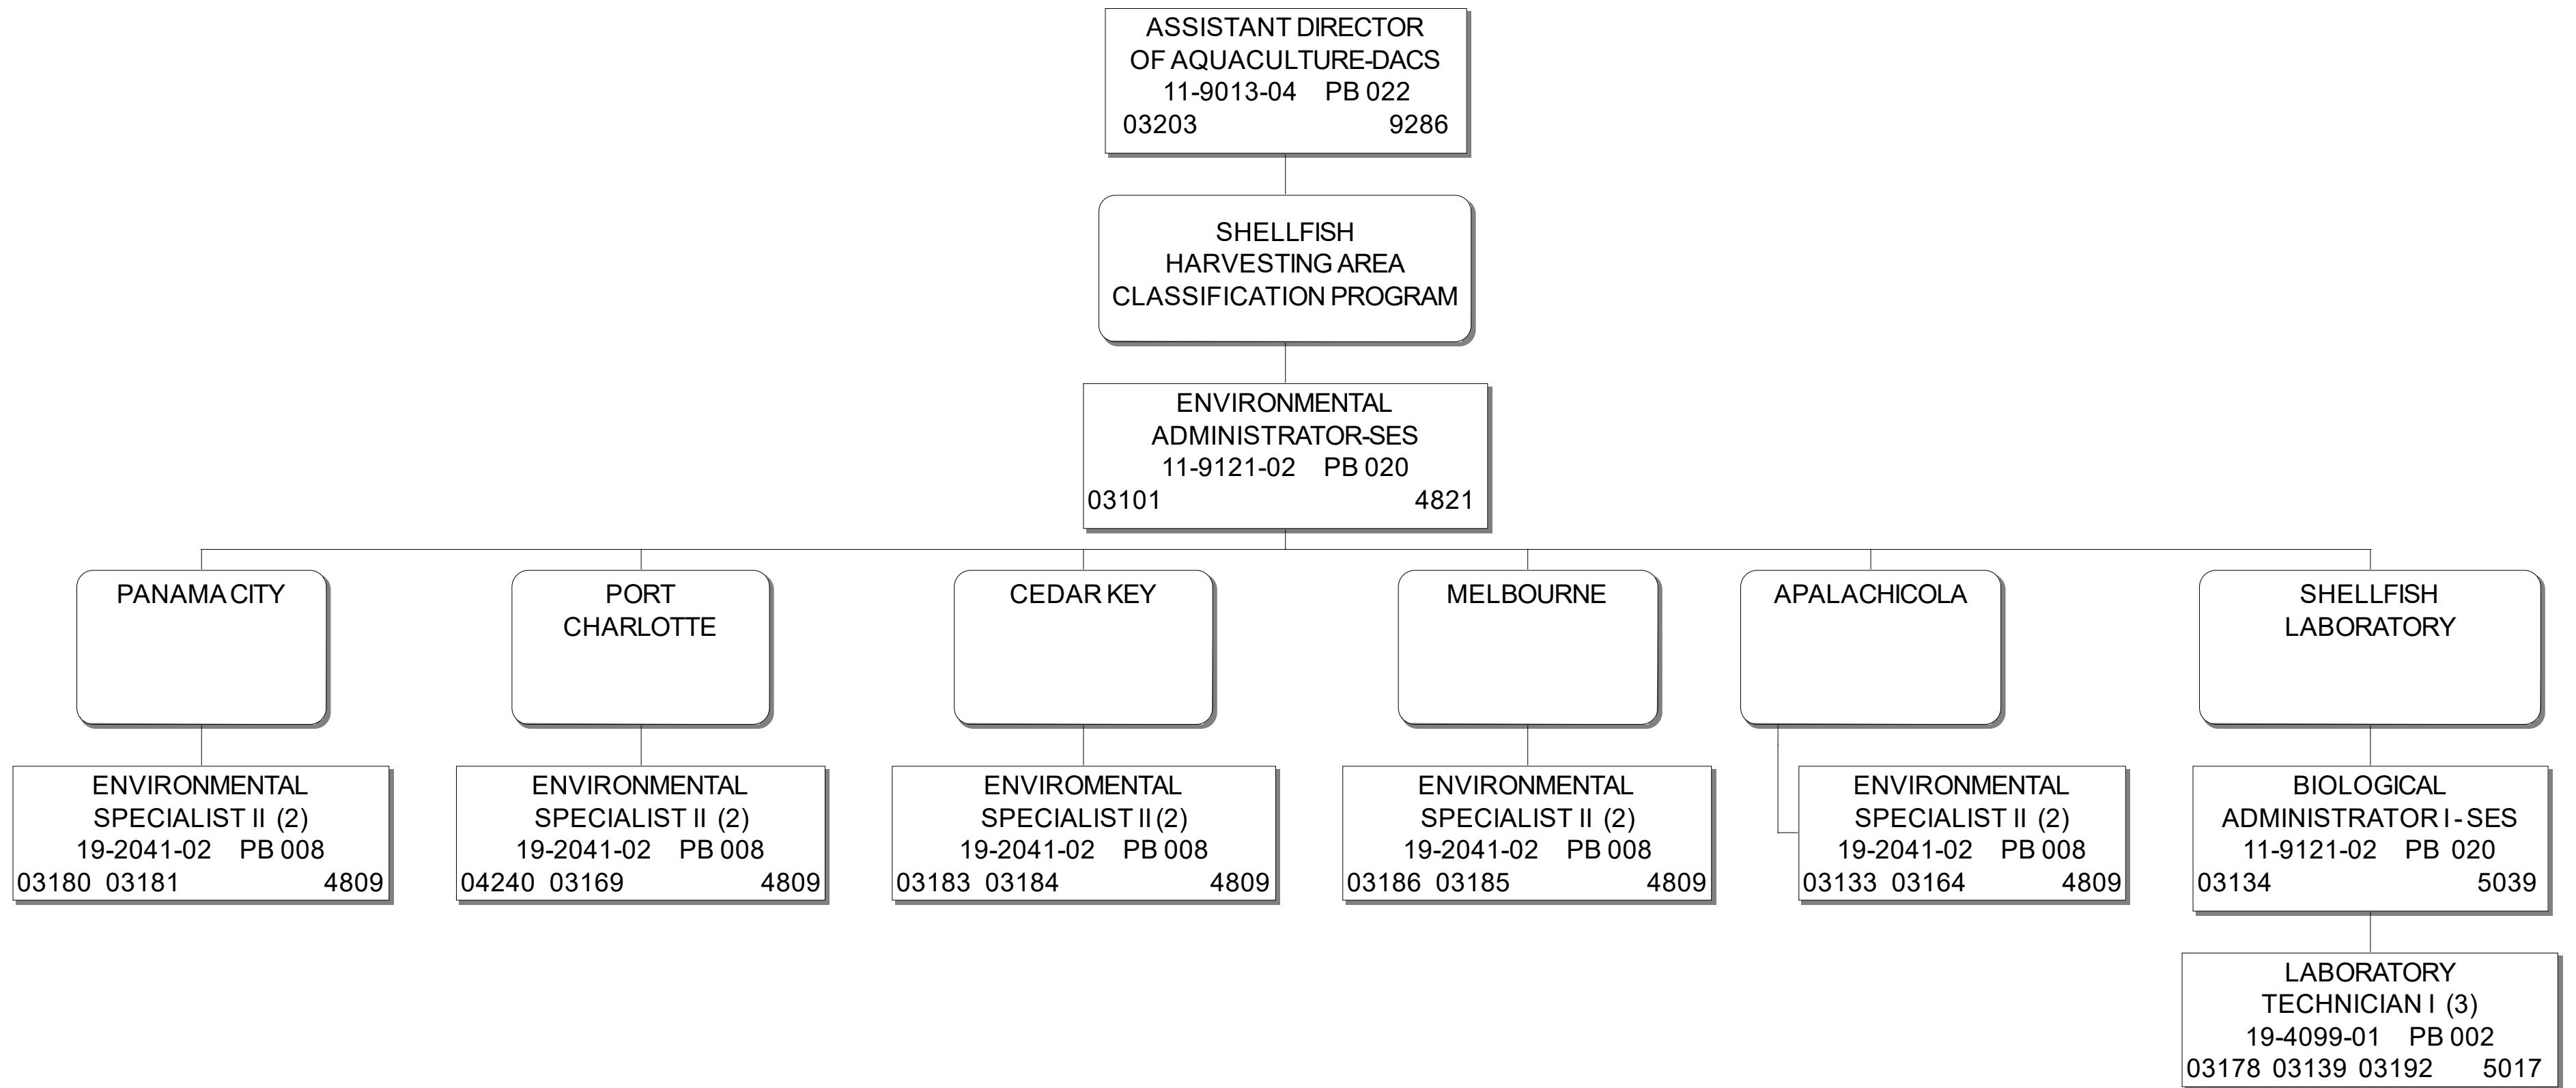 ASSISTANT DIRECTOR
OF AQUACULTURE-DACS
11-9013-04 PB 022
03203 9286
SHELLFISH
HARVESTING AREA
CLASSIFICATION PROGRAM
ENVIRONMENTAL
ADMINISTRATOR-SES
11-9121-02 PB 020
03101 4821
PANAMA CITY
PORT
CHARLOTTE
CEDAR KEY
MELBOURNE
APALACHICOLA
SHELLFISH
LABORATORY
ENVIRONMENTAL
SPECIALIST II (2)
19-2041-02 PB 008
03180 03181 4809
ENVIRONMENTAL
SPECIALIST II (2)
19-2041-02 PB 008
04240 03169 4809
ENVIROMENTAL
SPECIALIST II (2)
19-2041-02 PB 008
03183 03184 4809
ENVIRONMENTAL
SPECIALIST II (2)
19-2041-02 PB 008
03186 03185 4809
ENVIRONMENTAL
SPECIALIST II (2)
19-2041-02 PB 008
03133 03164 4809
BIOLOGICAL
ADMINISTRATOR I - SES
11-9121-02 PB 020
03134 5039
LABORATORY
TECHNICIAN I (3)
19-4099-01 PB 002
03178 03139 03192 5017